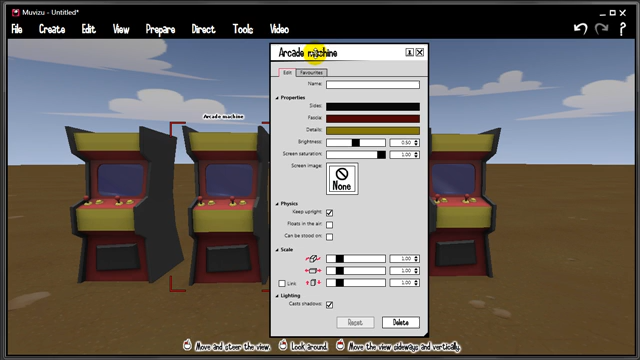 Muvizu - Untitled*
File Create Edit View Prepare Direct Tools Video
?
Arcade machine
Edit Favourites
Name:
Properties
Sides:
Fascia:
Details:
Brightness: 0.50
Screen saturation: 1.00
Screen image:
None
Physics
Keep upright:
Floats in the air:
Can be stood on:
Scale
1.00
1.00
Link 1.00
Lighting
Casts shadows:
Reset Delete
Arcade machine
Move and steer the view. Look around. Move the view sideways and vertically.